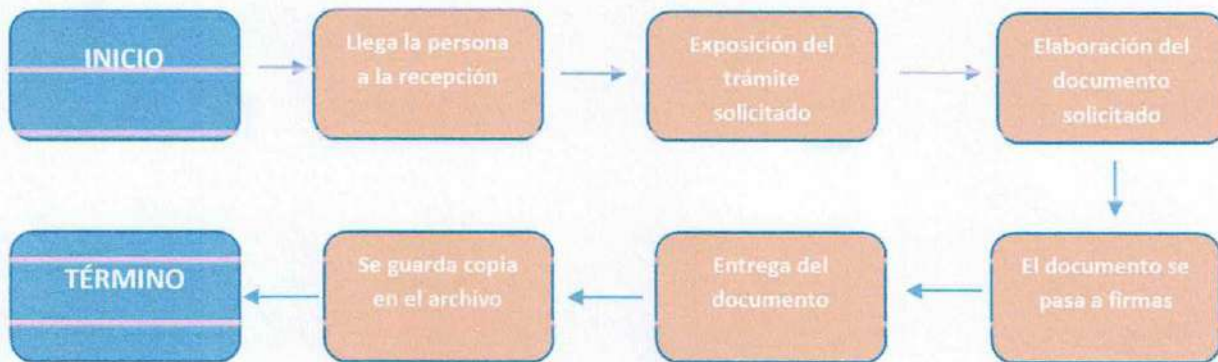 INICIO
Llega la persona
a la recepción
Exposición del
trámite
solicitado
Elaboración del
documento
solicitado
El documento se
pasa a firmas
Entrega del
documento
Se guarda copia
en el archivo
TÉRMINO